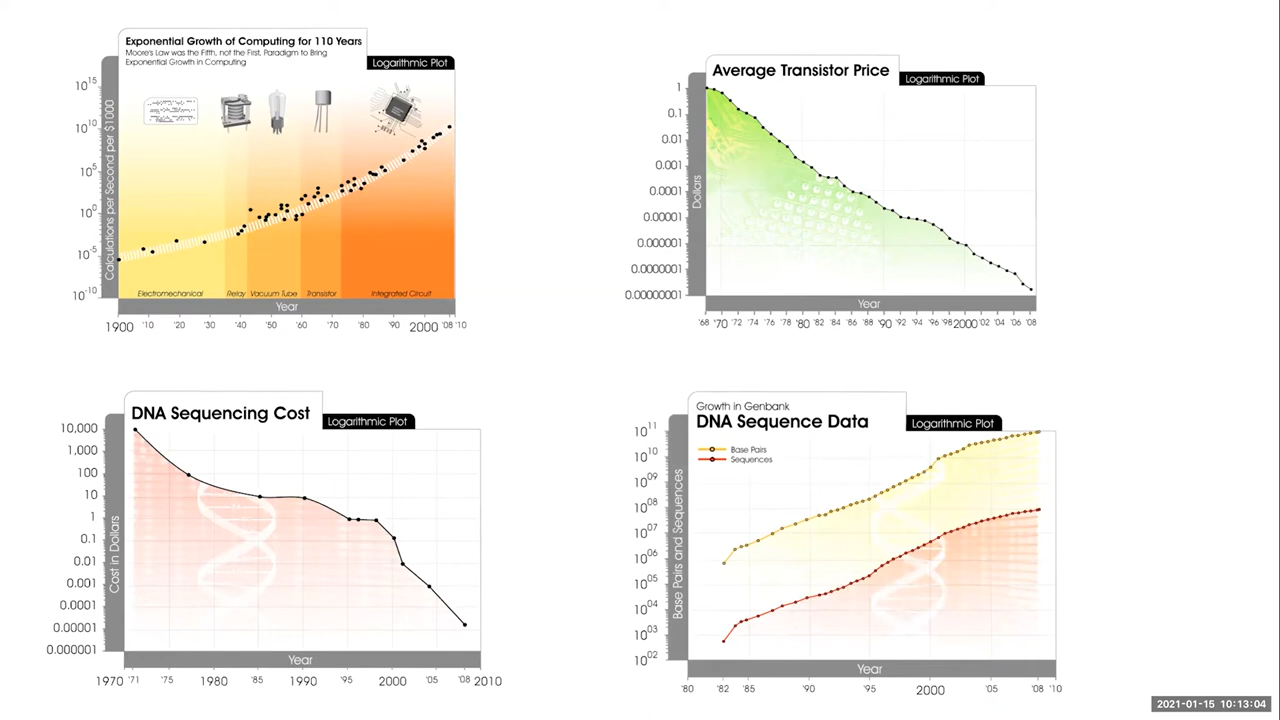 Exponential Growth of Computing for 110 Years
Moore's Law was the Fifth, not the First, Paradigm to Bring
Exponential Growth in Computing
Logarithmic Plot
Calculations per Second per $1000
10^15
10^10
10^5
10^0
10^-5
10^-10
Electromechanical Relay Vacuum Tube Transistor Integrated Circuit
Year
1900 '10 '20 '30 '40 '50 '60 '70 '80 '90 2000 '08 '10
Average Transistor Price
Logarithmic Plot
Dollars
1
0.1
0.01
0.001
0.0001
0.00001
0.000001
0.0000001
0.00000001
Year
'68 '70 '72 '74 '76 '78 '80 '82 '84 '86 '88 '90 '92 '94 '96 '98 2000 '02 '04 '06 '08
DNA Sequencing Cost
Logarithmic Plot
Cost in Dollars
10,000
1,000
100
10
1
0.1
0.01
0.001
0.0001
0.00001
0.000001
Year
1970 '71 '75 1980 '85 1990 '95 2000 '05 '08 2010
Growth in Genbank
DNA Sequence Data
Logarithmic Plot
Base Pairs
Sequences
Base Pairs and Sequences
10^11
10^10
10^09
10^08
10^07
10^06
10^05
10^04
10^03
10^02
Year
'80 '82 '85 '90 '95 2000 '05 '08 '10
2021-01-15 10:13:04